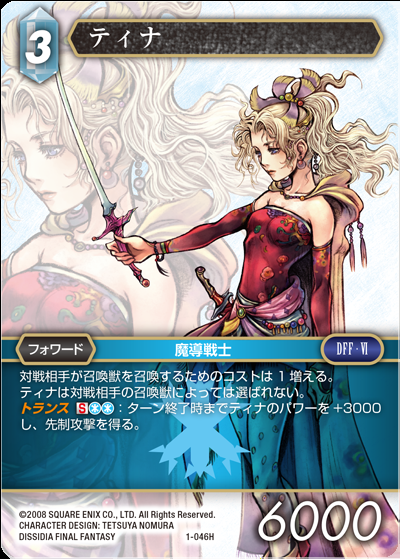 3
ティナ
フォワード
魔導戦士
DFF・Ⅵ
対戦相手が召喚獣を召喚するためのコストは 1 増える。
ティナは対戦相手の召喚獣によっては選ばれない。
トランス S氷氷：ターン終了時までティナのパワーを +3000
し、先制攻撃を得る。
©2008 SQUARE ENIX CO., LTD. All Rights Reserved.
CHARACTER DESIGN: TETSUYA NOMURA
DISSIDIA FINAL FANTASY
1-046H
6000